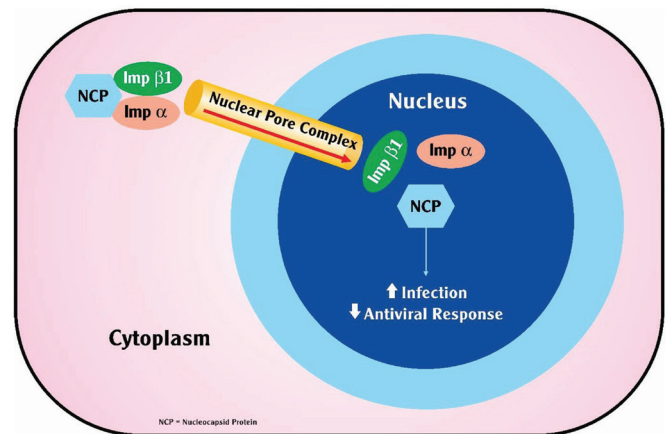 NCP
Imp β1
Imp α
Nuclear Pore Complex
Nucleus
Imp β1
Imp α
NCP
Infection
Antiviral Response
Cytoplasm
NCP = Nucleocapsid Protein